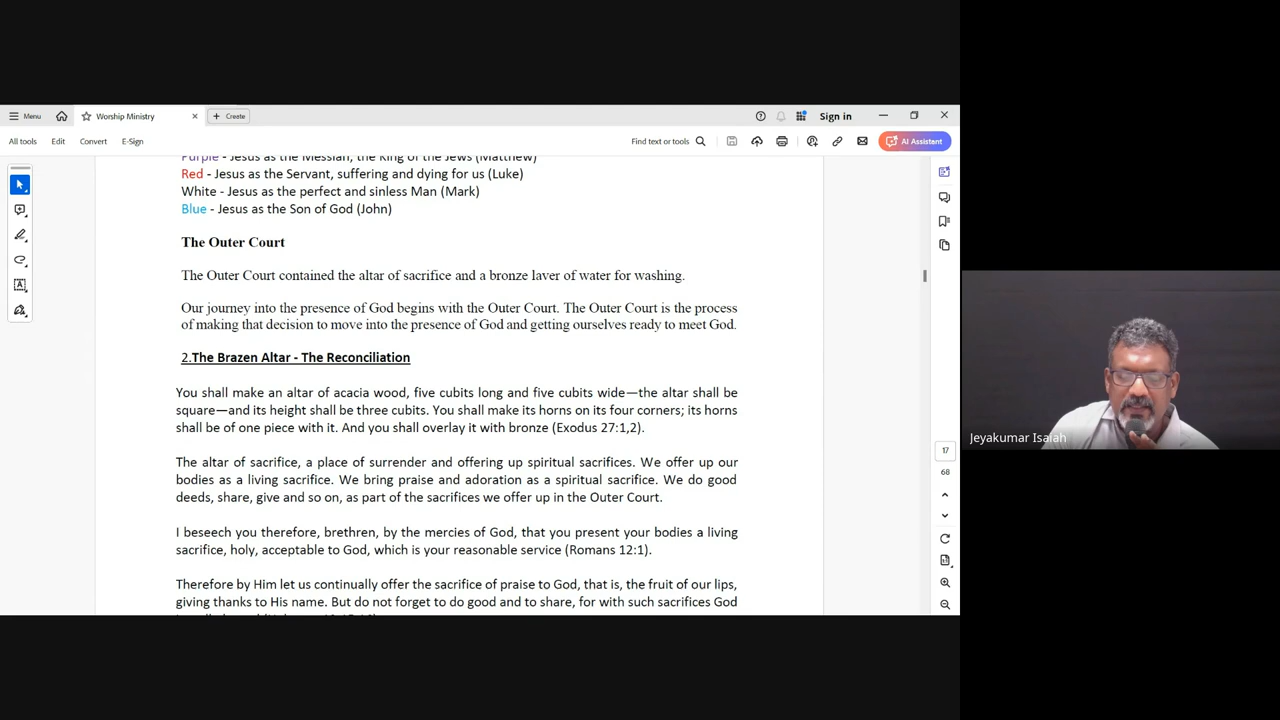 Menu
Worship Ministry
Create
Sign in
All tools
Edit
Convert
E-Sign
Find text or tools
AI Assistant
Purple - Jesus as the Messiah, the King of the Jews (Matthew)
Red - Jesus as the Servant, suffering and dying for us (Luke)
White - Jesus as the perfect and sinless Man (Mark)
Blue - Jesus as the Son of God (John)
The Outer Court
The Outer Court contained the altar of sacrifice and a bronze laver of water for washing.
Our journey into the presence of God begins with the Outer Court. The Outer Court is the process
of making that decision to move into the presence of God and getting ourselves ready to meet God.
2.The Brazen Altar - The Reconciliation
You shall make an altar of acacia wood, five cubits long and five cubits wide—the altar shall be
square—and its height shall be three cubits. You shall make its horns on its four corners; its horns
shall be of one piece with it. And you shall overlay it with bronze (Exodus 27:1,2).
The altar of sacrifice, a place of surrender and offering up spiritual sacrifices. We offer up our
bodies as a living sacrifice. We bring praise and adoration as a spiritual sacrifice. We do good
deeds, share, give and so on, as part of the sacrifices we offer up in the Outer Court.
I beseech you therefore, brethren, by the mercies of God, that you present your bodies a living
sacrifice, holy, acceptable to God, which is your reasonable service (Romans 12:1).
Therefore by Him let us continually offer the sacrifice of praise to God, that is, the fruit of our lips,
giving thanks to His name. But do not forget to do good and to share, for with such sacrifices God
17
68
Jeyakumar Isaiah